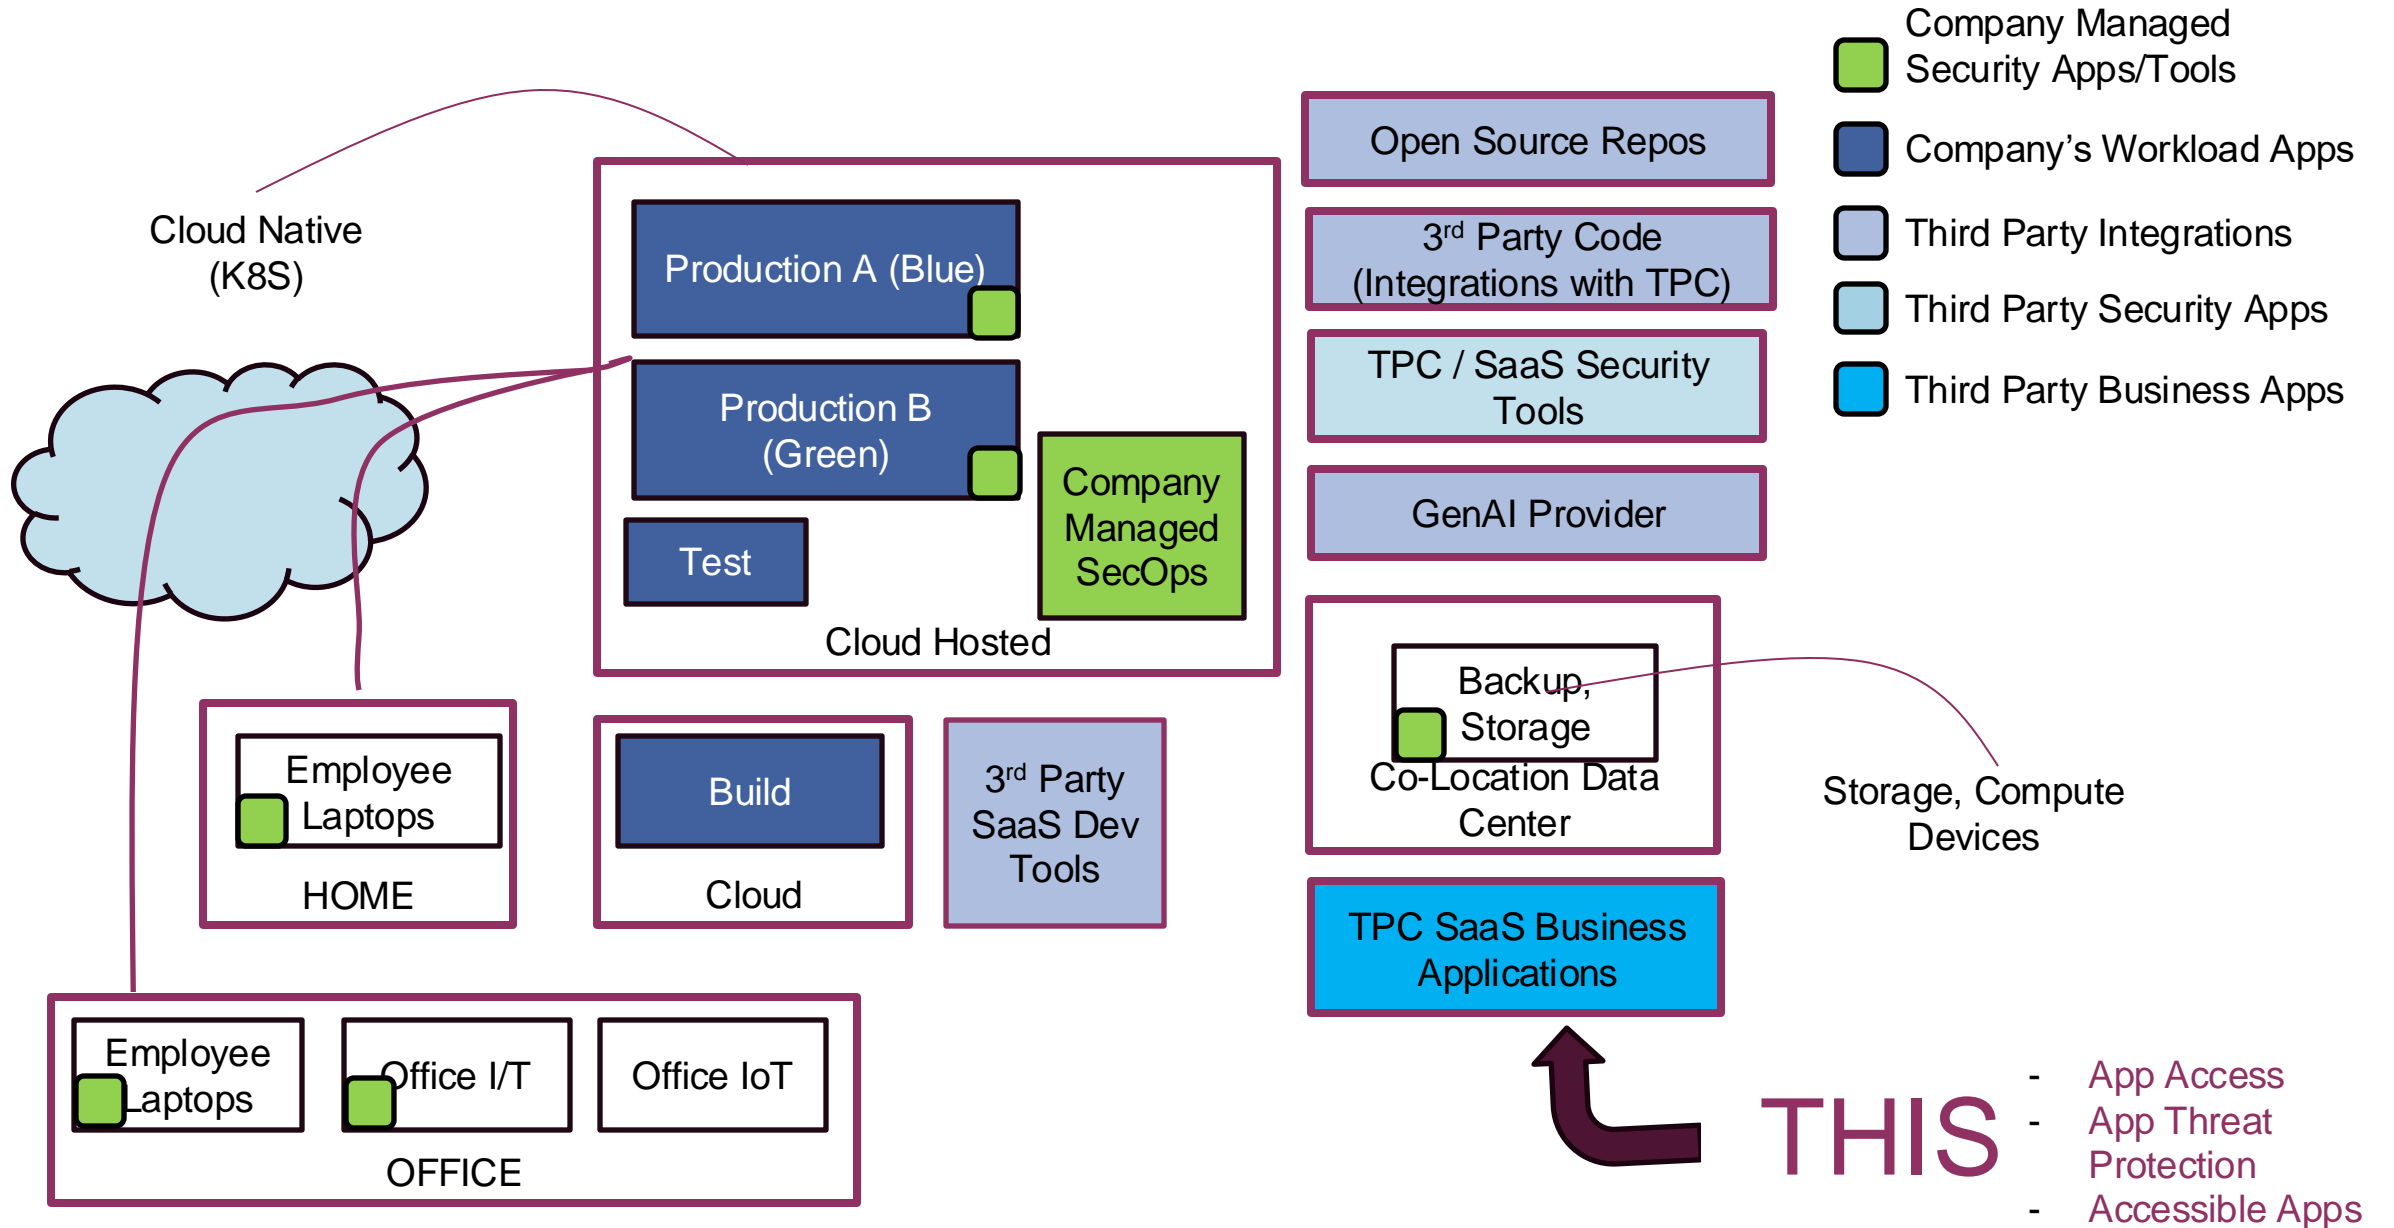 Company Managed
Security Apps/Tools
Company's Workload Apps
Third Party Integrations
Third Party Security Apps
Third Party Business Apps
Cloud Native
(K8S)
Production A (Blue)
Production B
(Green)
Test
Company
Managed
SecOps
Cloud Hosted
Open Source Repos
3rd Party Code
(Integrations with TPC)
TPC / SaaS Security
Tools
GenAI Provider
Backup,
Storage
Co-Location Data
Center
Storage, Compute
Devices
Employee
Laptops
HOME
Build
Cloud
3rd Party
SaaS Dev
Tools
TPC SaaS Business
Applications
Employee
Laptops
Office I/T
Office IoT
OFFICE
THIS
- App Access
- App Threat
Protection
- Accessible Apps